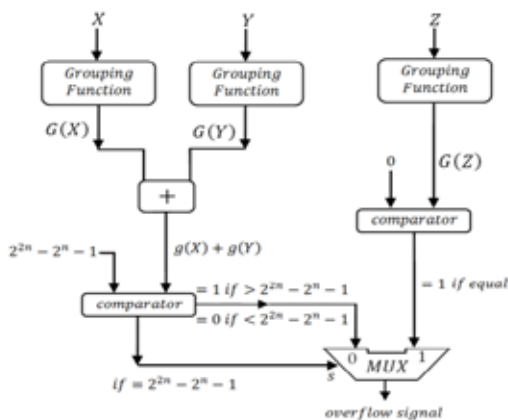 X
Y
Z
Grouping
Function
Grouping
Function
Grouping
Function
G(X)
G(Y)
G(Z)
0
+
comparator
g(X) + g(Y)
2^{2n} − 2^n − 1
= 1 if equal
comparator
= 1 if > 2^{2n} − 2^n − 1
= 0 if < 2^{2n} − 2^n − 1
0
1
MUX
s
if = 2^{2n} − 2^n − 1
overflow signal